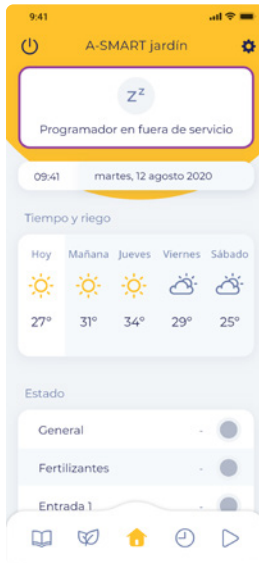 9:41
A-SMART jardín
zz
Programador en fuera de servicio
09:41 martes, 12 agosto 2020
Tiempo y riego
Hoy Mañana Jueves Viernes Sábado
27° 31° 34° 29° 25°
Estado
General -
Fertilizantes -
Entrada 1 -